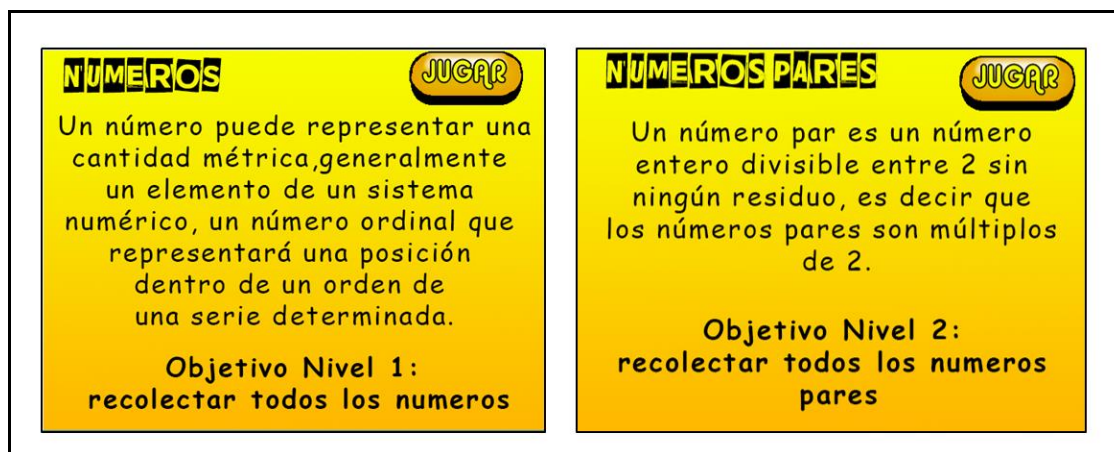 NUMEROS
JUGAR
Un número puede representar una
cantidad métrica,generalmente
un elemento de un sistema
numérico, un número ordinal que
representará una posición
dentro de un orden de
una serie determinada.
Objetivo Nivel 1:
recolectar todos los numeros
NUMEROS PARES
JUGAR
Un número par es un número
entero divisible entre 2 sin
ningún residuo, es decir que
los números pares son múltiplos
de 2.
Objetivo Nivel 2:
recolectar todos los numeros
pares